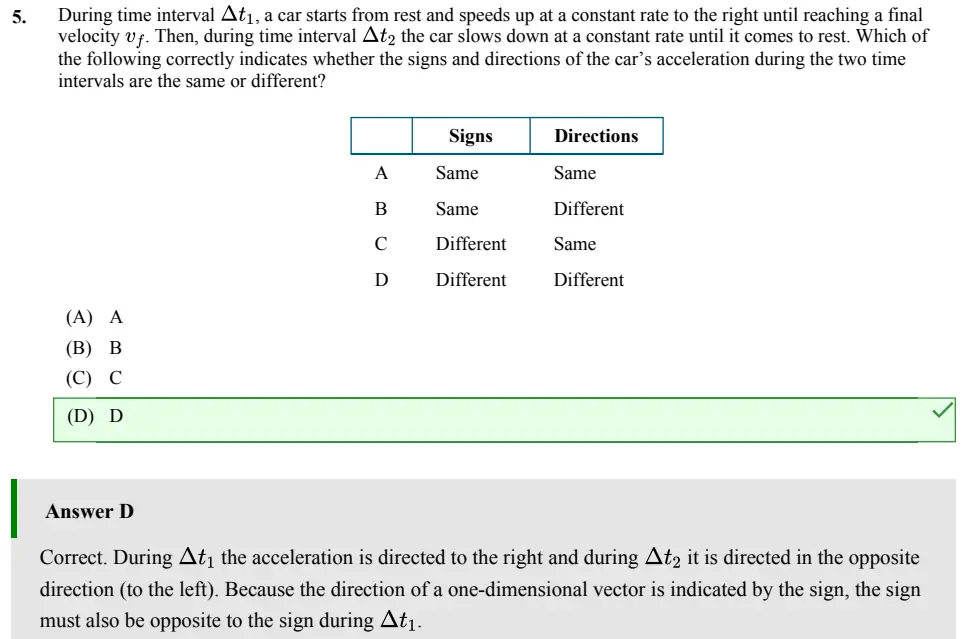 5. During time interval Δt₁, a car starts from rest and speeds up at a constant rate to the right until reaching a final
velocity v_f. Then, during time interval Δt₂ the car slows down at a constant rate until it comes to rest. Which of
the following correctly indicates whether the signs and directions of the car’s acceleration during the two time
intervals are the same or different?
Signs Directions
A Same Same
B Same Different
C Different Same
D Different Different
(A) A
(B) B
(C) C
(D) D
Answer D
Correct. During Δt₁ the acceleration is directed to the right and during Δt₂ it is directed in the opposite
direction (to the left). Because the direction of a one-dimensional vector is indicated by the sign, the sign
must also be opposite to the sign during Δt₁.